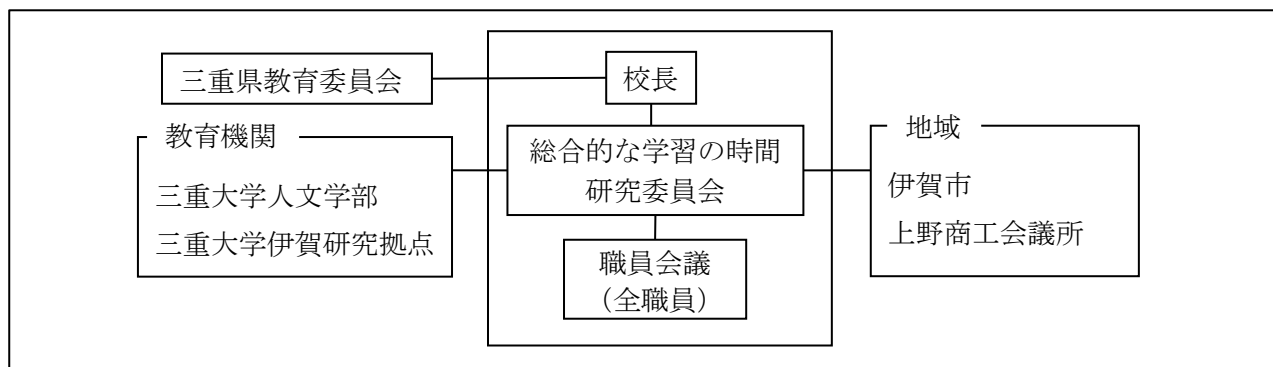 三重県教育委員会
校長
教育機関
三重大学人文学部
三重大学伊賀研究拠点
総合的な学習の時間
研究委員会
地域
伊賀市
上野商工会議所
職員会議
（全職員）